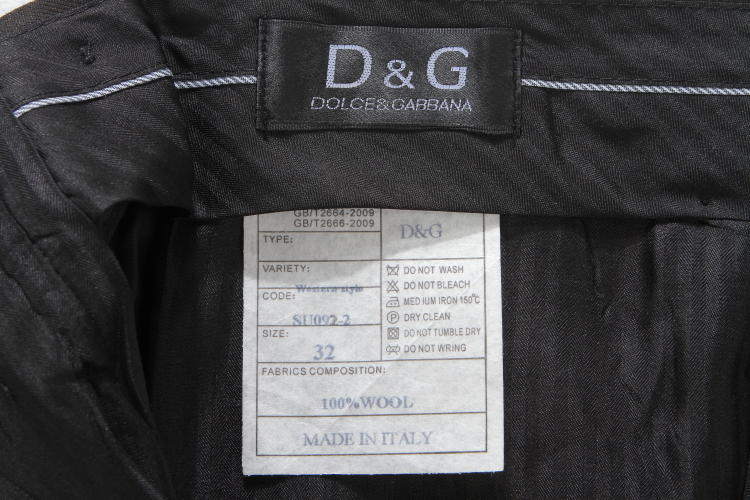 D & G
DOLCE&GABBANA
GB/T2664-2009
GB/T2666-2009
D&G
TYPE:
VARIETY:
Western-style
CODE:
SU092-2
SIZE:
32
DO NOT WASH
DO NOT BLEACH
MEDIUM IRON 150℃
P DRY CLEAN
DO NOT TUMBLE DRY
DO NOT WRING
FABRICS COMPOSITION:
100%WOOL
MADE IN ITALY